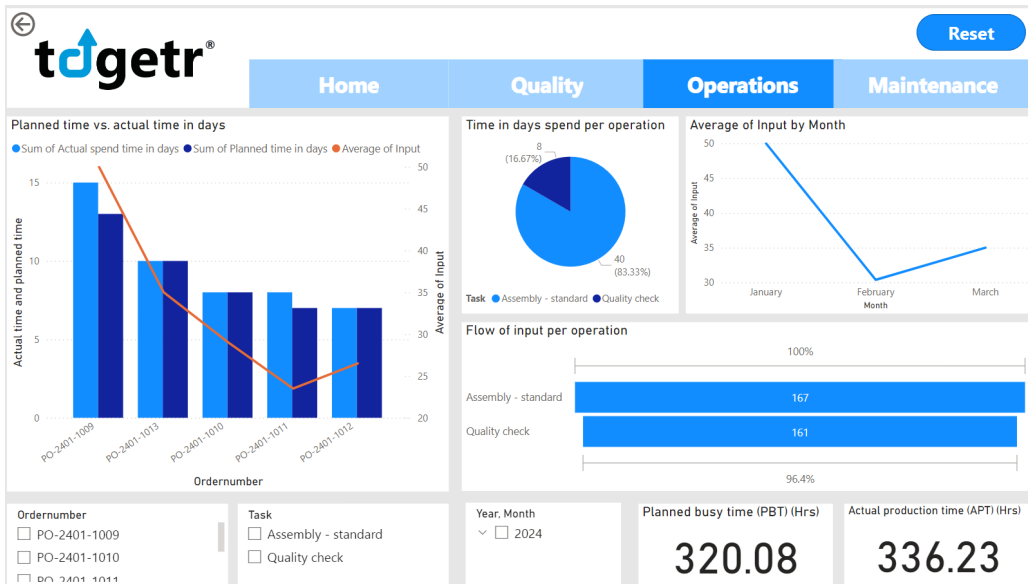 togetr®
Reset
Home Quality Operations Maintenance
Planned time vs. actual time in days
Sum of Actual spend time in days Sum of Planned time in days Average of Input
Actual time and planned time
15
10
5
0
50
45
40
35
30
25
20
Average of Input
PO-2401-1009 PO-2401-1013 PO-2401-1010 PO-2401-1011 PO-2401-1012
Ordernumber
Time in days spend per operation
8
(16.67%)
40
(83.33%)
Task Assembly - standard Quality check
Average of Input by Month
Average of Input
50
45
40
35
30
January February March
Month
Flow of input per operation
100%
Assembly - standard 167
Quality check 161
96.4%
Ordernumber
PO-2401-1009
PO-2401-1010
PO-2401-1011
Task
Assembly - standard
Quality check
Year, Month
2024
Planned busy time (PBT) (Hrs)
320.08
Actual production time (APT) (Hrs)
336.23